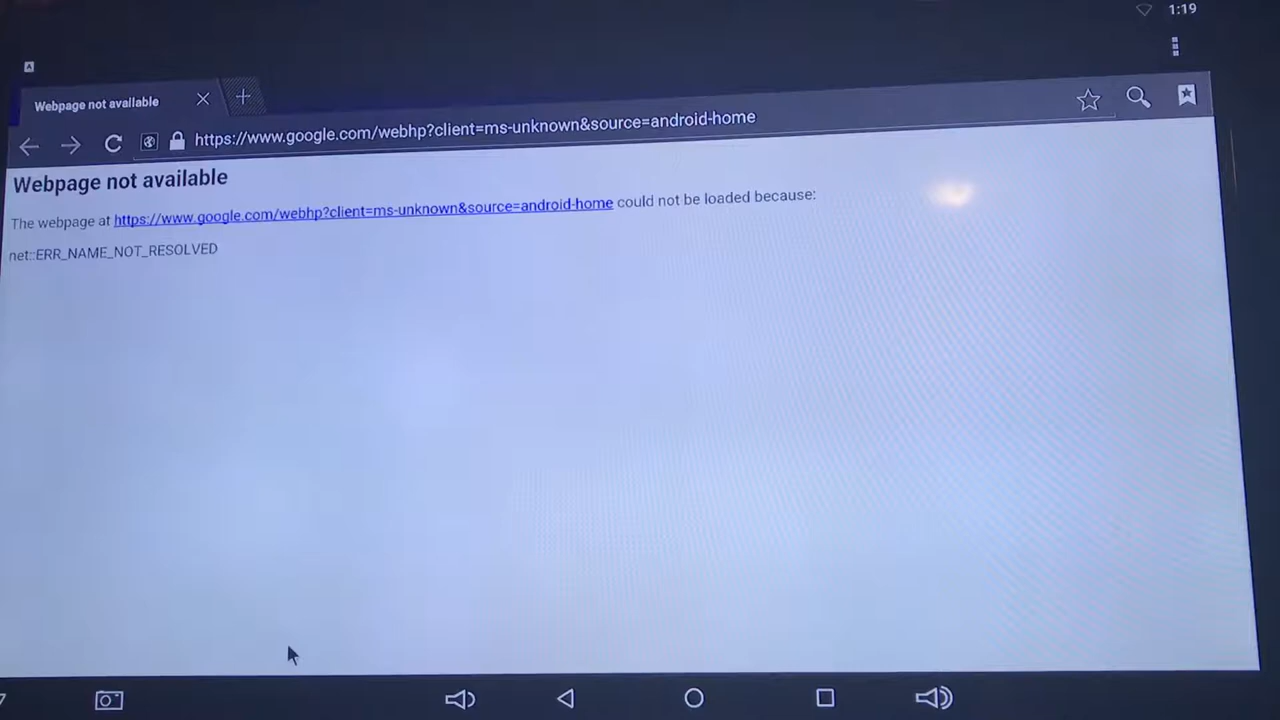 1:19
A
Webpage not available
https://www.google.com/webhp?client=ms-unknown&source=android-home
Webpage not available
The webpage at https://www.google.com/webhp?client=ms-unknown&source=android-home could not be loaded because:
net::ERR_NAME_NOT_RESOLVED